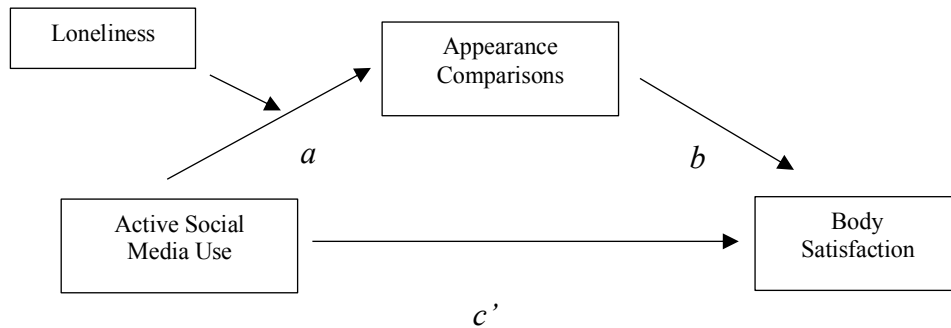 Loneliness
Appearance
Comparisons
a
b
Active Social
Media Use
Body
Satisfaction
c’